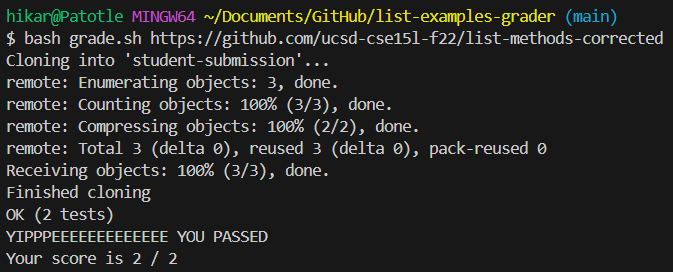 hikar@Patotle MINGW64 ~/Documents/GitHub/list-examples-grader (main)
$ bash grade.sh https://github.com/ucsd-cse15l-f22/list-methods-corrected
Cloning into 'student-submission'...
remote: Enumerating objects: 3, done.
remote: Counting objects: 100% (3/3), done.
remote: Compressing objects: 100% (2/2), done.
remote: Total 3 (delta 0), reused 3 (delta 0), pack-reused 0
Receiving objects: 100% (3/3), done.
Finished cloning
OK (2 tests)
YIPPPEEEEEEEEEEEEE YOU PASSED
Your score is 2 / 2